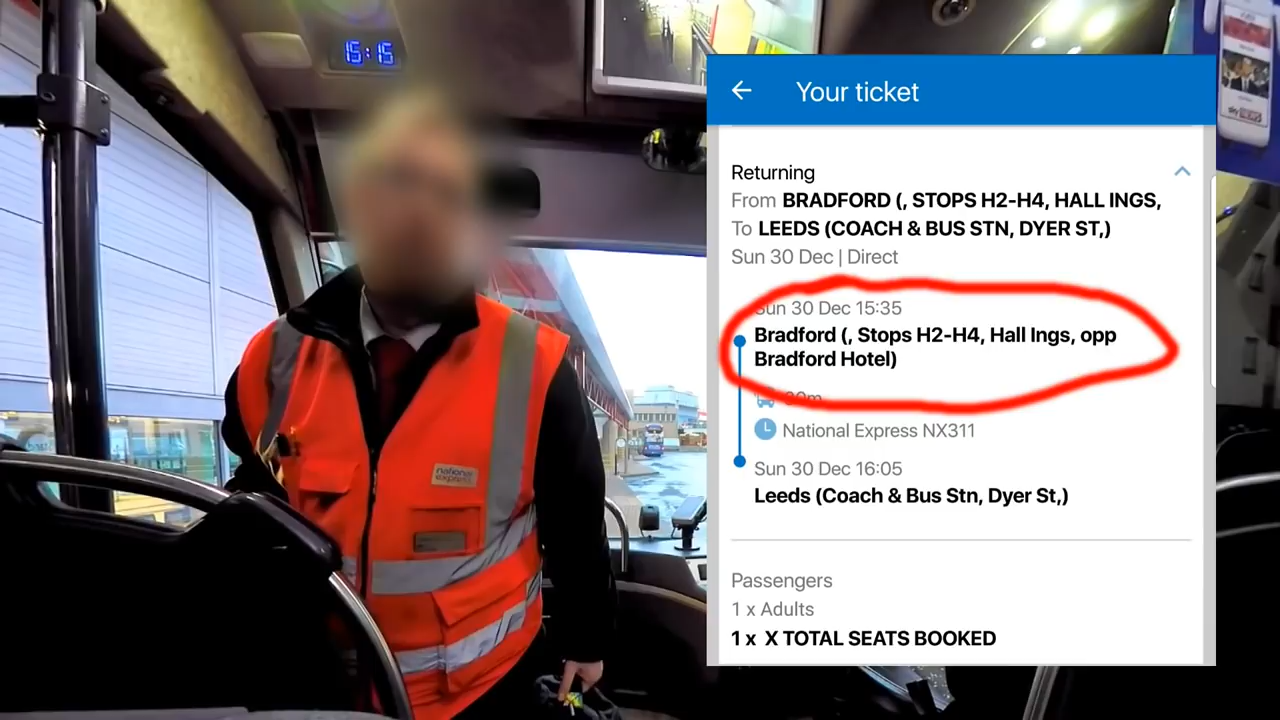 15:15
Your ticket
Returning
From BRADFORD (, STOPS H2-H4, HALL INGS,
To LEEDS (COACH & BUS STN, DYER ST,)
Sun 30 Dec | Direct
Sun 30 Dec 15:35
Bradford (, Stops H2-H4, Hall Ings, opp
Bradford Hotel)
30m
National Express NX311
Sun 30 Dec 16:05
Leeds (Coach & Bus Stn, Dyer St,)
Passengers
1 x Adults
1 x X TOTAL SEATS BOOKED
national
express
sky news